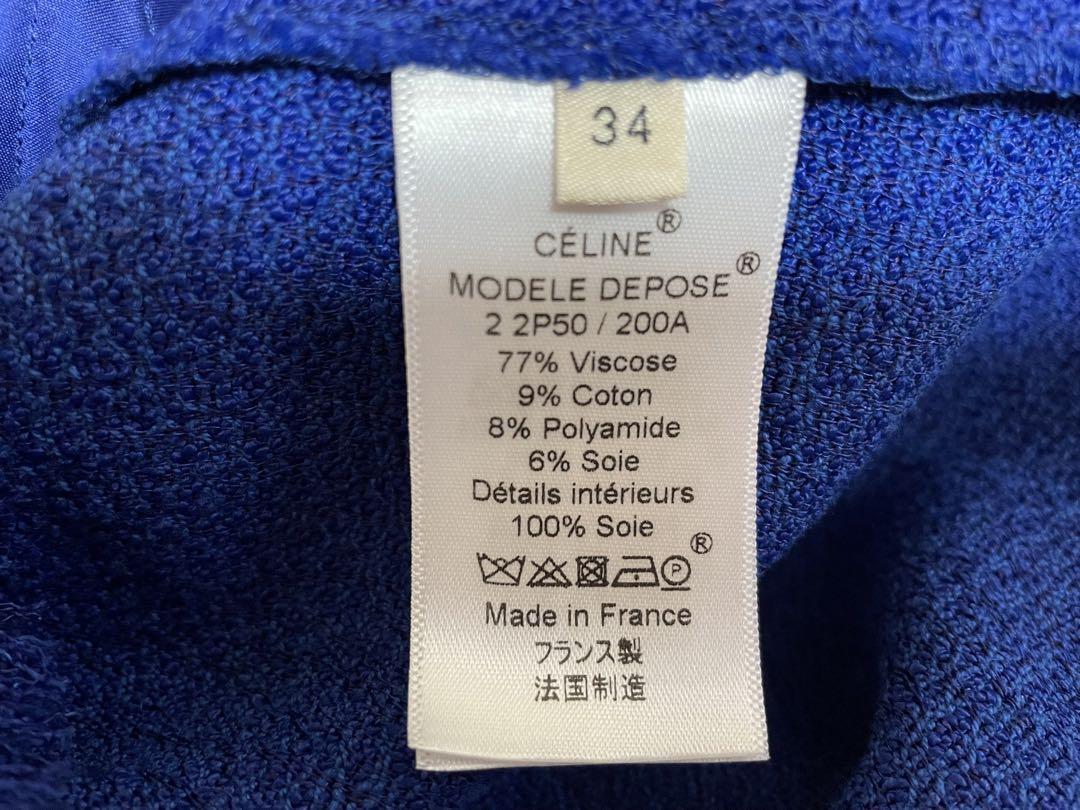 34
CÉLINE®
MODELE DEPOSE®
2 2P50 / 200A
77% Viscose
9% Coton
8% Polyamide
6% Soie
Détails intérieurs
100% Soie
®
P
Made in France
フランス製
法国制造